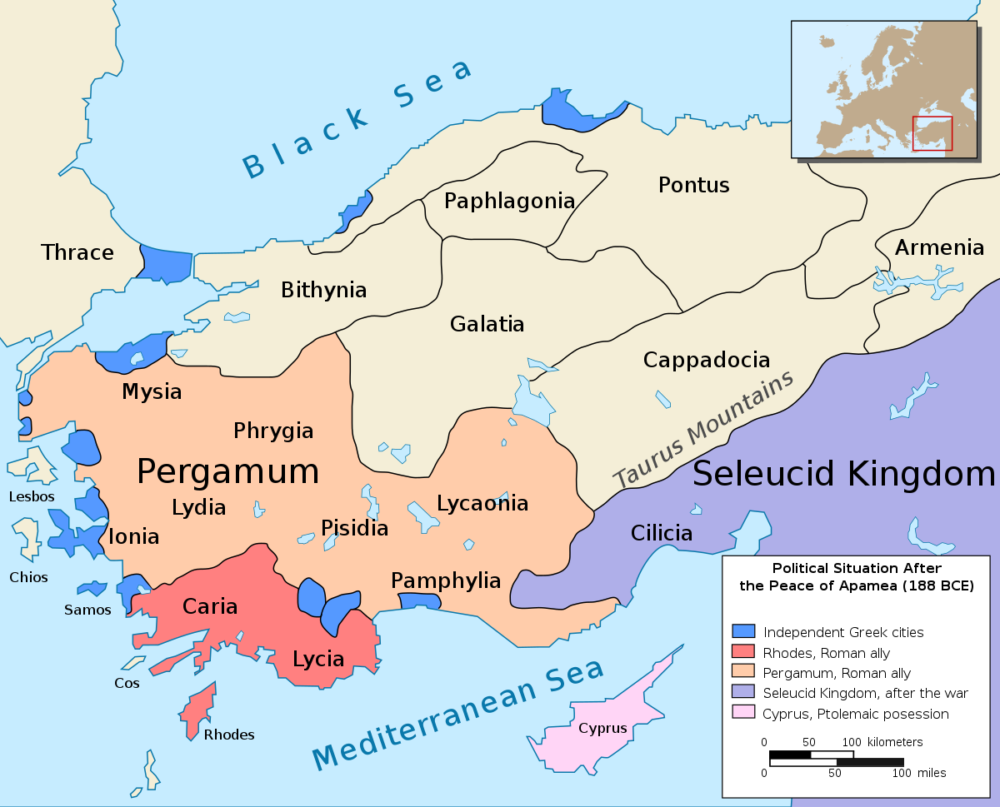 Black Sea
Paphlagonia
Pontus
Thrace
Armenia
Bithynia
Galatia
Cappadocia
Mysia
Phrygia
Taurus Mountains
Pergamum
Seleucid Kingdom
Lesbos
Lydia
Lycaonia
Ionia
Pisidia
Cilicia
Chios
Pamphylia
Samos
Caria
Lycia
Cos
Mediterranean Sea
Rhodes
Cyprus
Political Situation After
the Peace of Apamea (188 BCE)
Independent Greek cities
Rhodes, Roman ally
Pergamum, Roman ally
Seleucid Kingdom, after the war
Cyprus, Ptolemaic posession
0 50 100 kilometers
0 50 100 miles